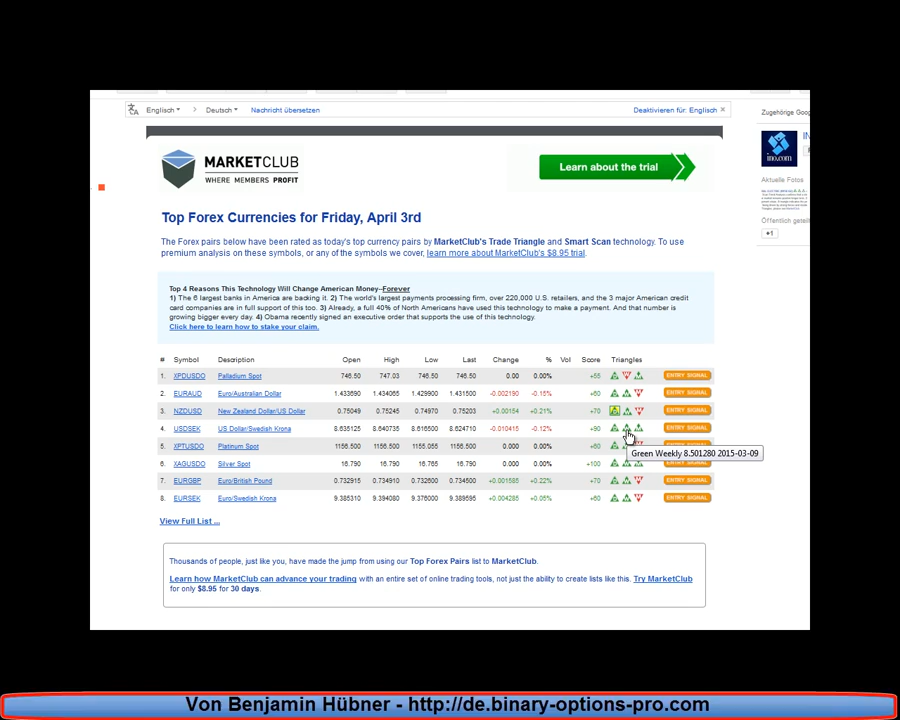 Englisch > Deutsch Nachricht übersetzen Deaktivieren für: Englisch ×
Zugehörige Goog
MARKETCLUB
WHERE MEMBERS PROFIT
Learn about the trial
ino.com
IN
Aktuelle Fotos
Öffentlich geteil
+1
Top Forex Currencies for Friday, April 3rd
The Forex pairs below have been rated as today's top currency pairs by MarketClub's Trade Triangle and Smart Scan technology. To use
premium analysis on these symbols, or any of the symbols we cover, learn more about MarketClub's $8.95 trial.
Top 4 Reasons This Technology Will Change American Money–Forever
1) The 6 largest banks in America are backing it. 2) The world's largest payments processing firm, over 220,000 U.S. retailers, and the 3 major American credit
card companies are in full support of this too. 3) Already, a full 40% of North Americans have used this technology to make a payment. And that number is
growing bigger every day. 4) Obama recently signed an executive order that supports the use of this technology.
Click here to learn how to stake your claim.
# Symbol Description Open High Low Last Change % Vol Score Triangles
1. XPDUSDO Palladium Spot 746.50 747.03 746.50 746.50 0.00 0.00% +55 ENTRY SIGNAL
2. EURAUD Euro/Australian Dollar 1.433690 1.434065 1.429900 1.431500 -0.002190 -0.15% +60 ENTRY SIGNAL
3. NZDUSD New Zealand Dollar/US Dollar 0.75049 0.75245 0.74970 0.75203 +0.00154 +0.21% +70 ENTRY SIGNAL
4. USDSEK US Dollar/Swedish Krona 8.635125 8.640735 8.615055 8.624710 -0.010415 -0.12% +90 ENTRY SIGNAL
5. XPTUSDO Platinum Spot 1156.500 1156.500 1155.055 1156.500 0.000 0.00% +60 ENTRY SIGNAL
6. XAGUSDO Silver Spot 16.790 16.790 16.765 16.790 0.000 0.00% +100 ENTRY SIGNAL
7. EURGBP Euro/British Pound 0.732915 0.734910 0.732600 0.734500 +0.001585 +0.22% +70 ENTRY SIGNAL
8. EURSEK Euro/Swedish Krona 9.385310 9.394080 9.376000 9.389595 +0.004285 +0.05% +60 ENTRY SIGNAL
Green Weekly 8.501280 2015-03-09
View Full List ...
Thousands of people, just like you, have made the jump from using our Top Forex Pairs list to MarketClub.
Learn how MarketClub can advance your trading with an entire set of online trading tools, not just the ability to create lists like this. Try MarketClub
for only $8.95 for 30 days.
Von Benjamin Hübner - http://de.binary-options-pro.com